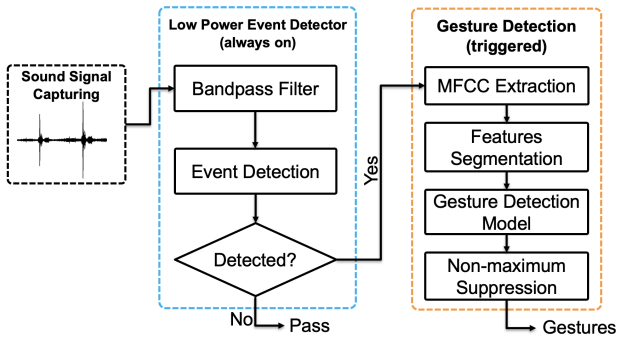 Sound Signal
Capturing
Low Power Event Detector
(always on)
Bandpass Filter
Event Detection
Detected?
No
Pass
Yes
Gesture Detection
(triggered)
MFCC Extraction
Features
Segmentation
Gesture Detection
Model
Non-maximum
Suppression
Gestures